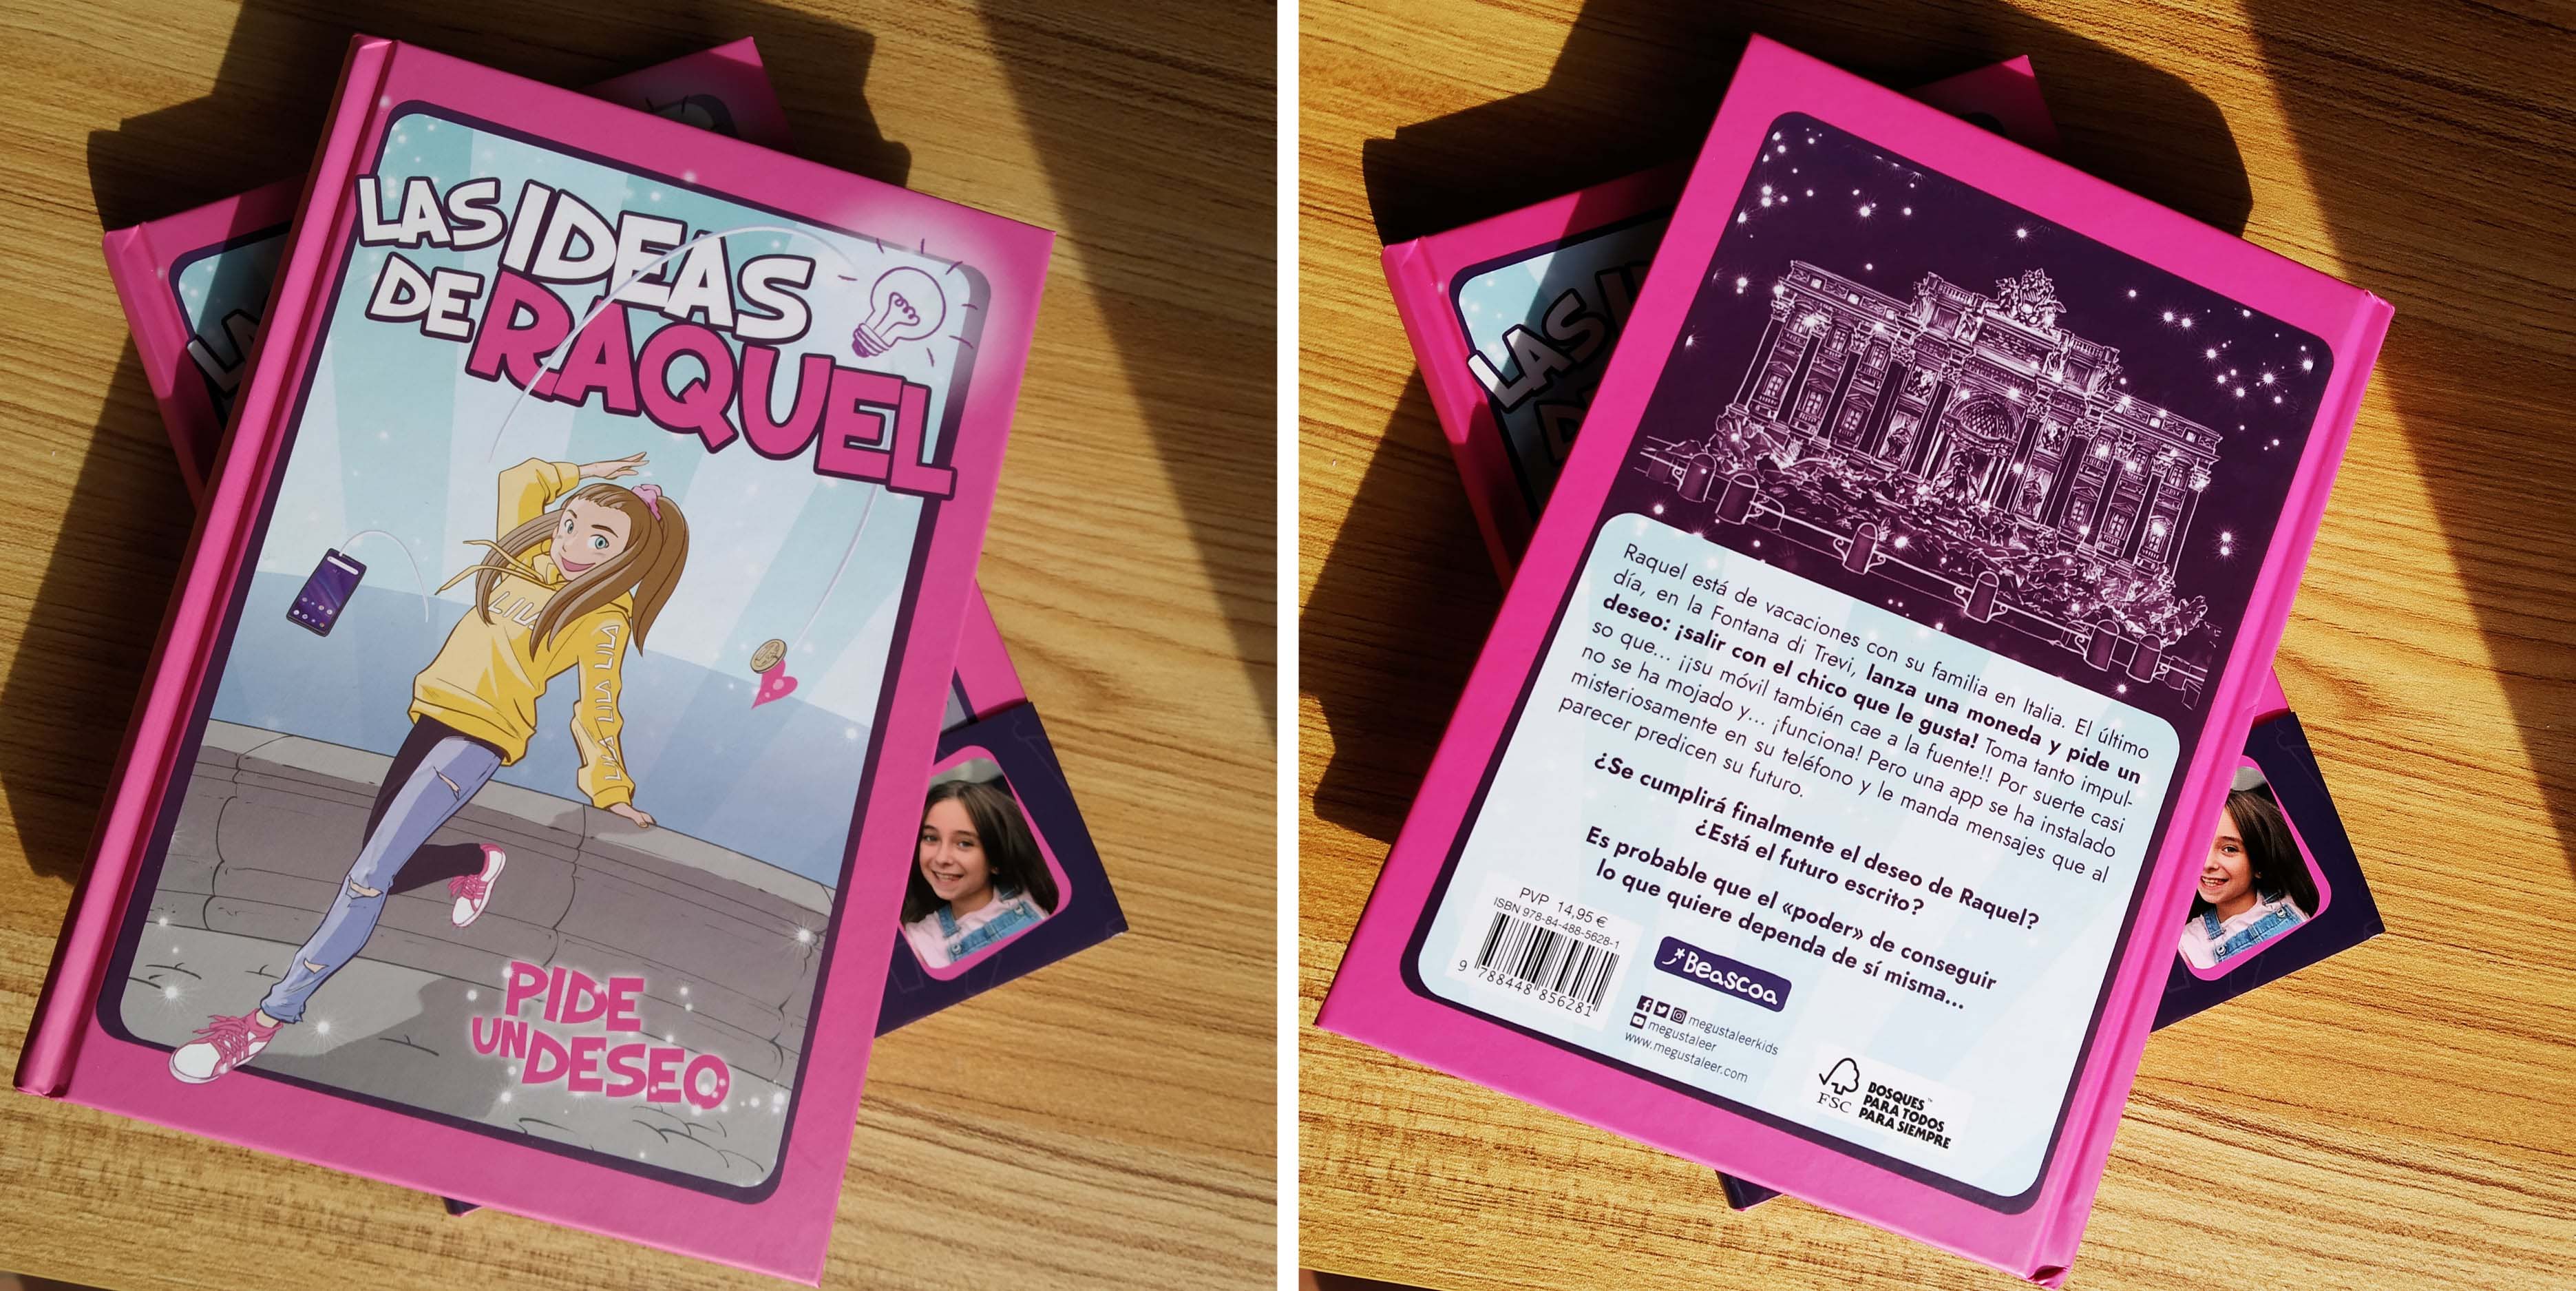 LAS IDEAS
DE RAQUEL
LIVA
PIDE
UN DESEO
LAS
Raquel está de vacaciones con su familia en Italia. El último
día, en la Fontana di Trevi, lanza una moneda y pide un
deseo: ¡salir con el chico que le gusta! Toma tanto impul-
so que... ¡¡su móvil también cae a la fuente!! Por suerte casi
no se ha mojado y... ¡funciona! Pero una app se ha instalado
misteriosamente en su teléfono y le manda mensajes que al
parecer predicen su futuro.
¿Se cumplirá finalmente el deseo de Raquel?
¿Está el futuro escrito?
Es probable que el «poder» de conseguir
lo que quiere dependa de sí misma...
PVP 14,95 €
ISBN 978-84-488-5628-1
9 788448 856281
Beascoa
megustaleerkids
megustaleer
www.megustaleer.com
FSC
BOSQUES™
PARA TODOS
PARA SIEMPRE